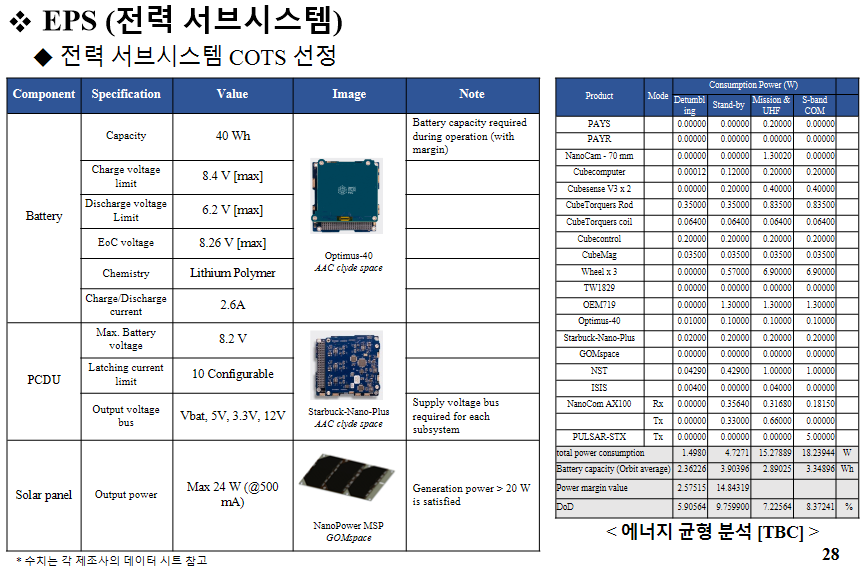 ❖ EPS (전력 서브시스템)
◆ 전력 서브시스템 COTS 선정
Component Specification Value Image Note
Battery
Capacity 40 Wh Battery capacity required during operation (with margin)
Charge voltage limit 8.4 V [max]
Discharge voltage Limit 6.2 V [max]
EoC voltage 8.26 V [max]
Chemistry Lithium Polymer
Charge/Discharge current 2.6A
Optimus-40
AAC clyde space
PCDU
Max. Battery voltage 8.2 V
Latching current limit 10 Configurable
Output voltage bus Vbat, 5V, 3.3V, 12V Supply voltage bus required for each subsystem
Starbuck-Nano-Plus
AAC clyde space
Solar panel Output power Max 24 W (@500 mA) Generation power > 20 W is satisfied
NanoPower MSP
GOMspace
* 수치는 각 제조사의 데이터 시트 참고
Product Mode Consumption Power (W)
Detumbling Stand-by Mission & UHF S-band COM
PAYS 0.00000 0.00000 0.20000 0.00000
PAYR 0.00000 0.00000 0.00000 0.00000
NanoCam - 70 mm 0.00000 0.00000 1.30020 0.00000
Cubecomputer 0.00012 0.12000 0.20000 0.20000
Cubesense V3 x 2 0.00000 0.20000 0.40000 0.40000
CubeTorquers Rod 0.35000 0.35000 0.83500 0.83500
CubeTorquers coil 0.06400 0.06400 0.06400 0.06400
Cubecontrol 0.20000 0.20000 0.20000 0.20000
CubeMag 0.03500 0.03500 0.03500 0.03500
Wheel x 3 0.00000 0.57000 6.90000 6.90000
TW1829 0.00000 0.00000 0.00000 0.00000
OEM719 0.00000 1.30000 1.30000 1.30000
Optimus-40 0.01000 0.10000 0.10000 0.10000
Starbuck-Nano-Plus 0.02000 0.20000 0.20000 0.20000
GOMspace 0.00000 0.00000 0.00000 0.00000
NST 0.04290 0.42900 1.00000 1.00000
ISIS 0.00400 0.00000 0.04000 0.00000
NanoCom AX100 Rx 0.00000 0.35640 0.31680 0.18150
Tx 0.00000 0.33000 0.66000 0.00000
PULSAR-STX Tx 0.00000 0.00000 0.00000 5.00000
total power consumption 1.4980 4.7271 15.27889 18.23944 W
Battery capacity (Orbit average) 2.36226 3.90396 2.89025 3.34896 Wh
Power margin value 2.57515 14.84319
DoD 5.90564 9.759900 7.22564 8.37241 %
< 에너지 균형 분석 [TBC] >
28